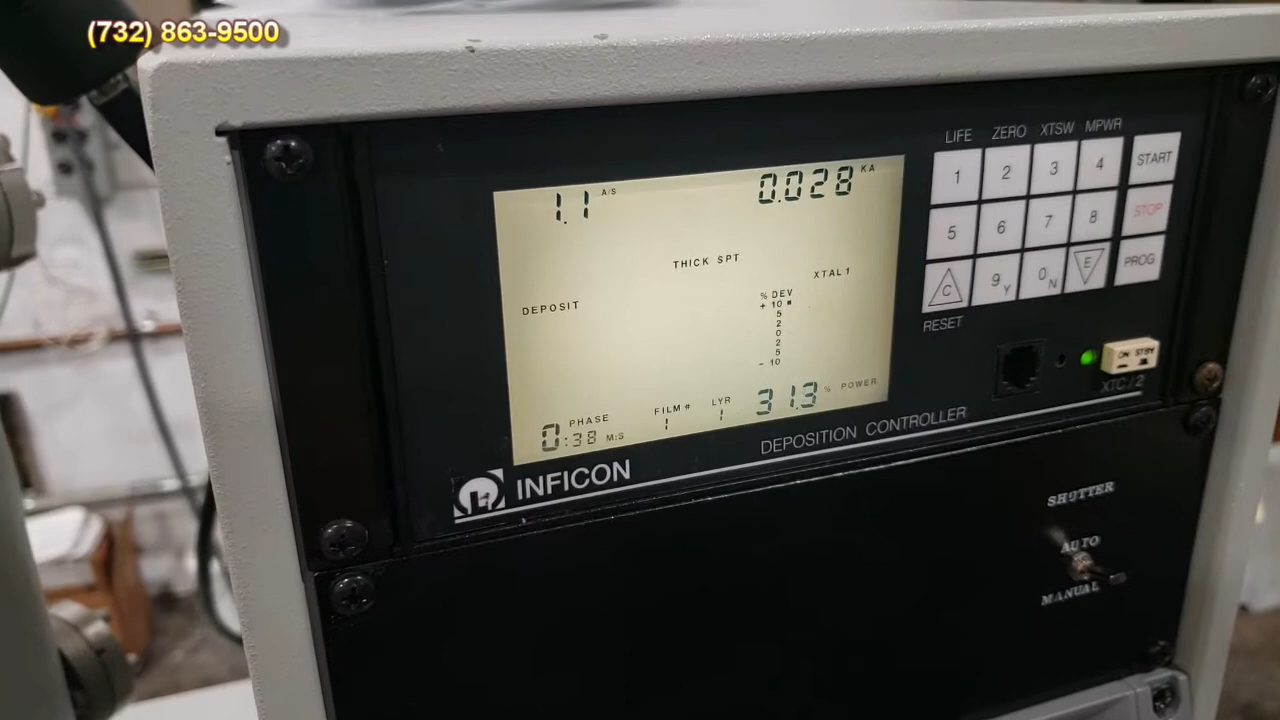 (732) 863-9500
LIFE ZERO XTSW MPWR
1 2 3 4 START
5 6 7 8 STOP
C 9 Y 0 N E PROG
RESET
1.1 A/S 0.028 KA
THICK SPT
XTAL 1
DEPOSIT
% DEV
+ 10
5
2
0
2
5
- 10
PHASE FILM # LYR
0:38 M:S 1 1 31.3 % POWER
ON STBY
XTC/2
INFICON DEPOSITION CONTROLLER
SHUTTER
AUTO
MANUAL